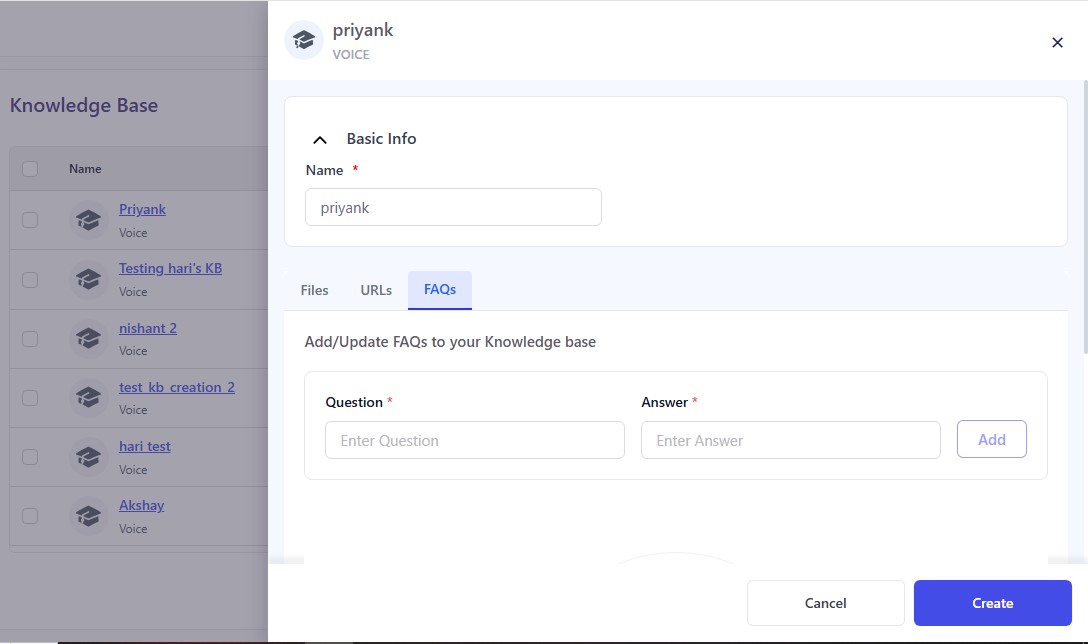 priyank
VOICE
Knowledge Base
Name
Priyank
Voice
Testing hari's KB
Voice
nishant 2
Voice
test_kb_creation_2
Voice
hari test
Voice
Akshay
Voice
Basic Info
Name *
priyank
Files URLs FAQs
Add/Update FAQs to your Knowledge base
Question * Answer *
Enter Question Enter Answer Add
Cancel Create